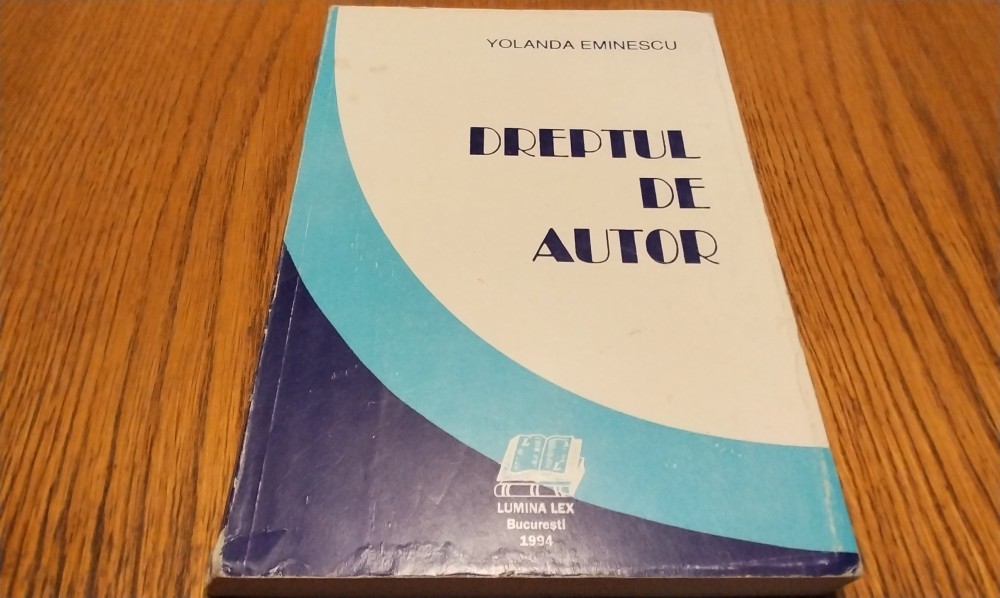 YOLANDA EMINESCU
DREPTUL
DE
AUTOR
LUMINA LEX
București
1994